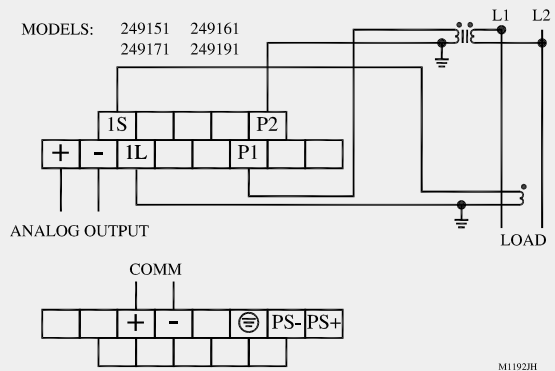 MODELS: 249151 249161 L1 L2
249171 249191
1S P2
+ - 1L P1
ANALOG OUTPUT
LOAD
COMM
+ - PS- PS+
M1192JH